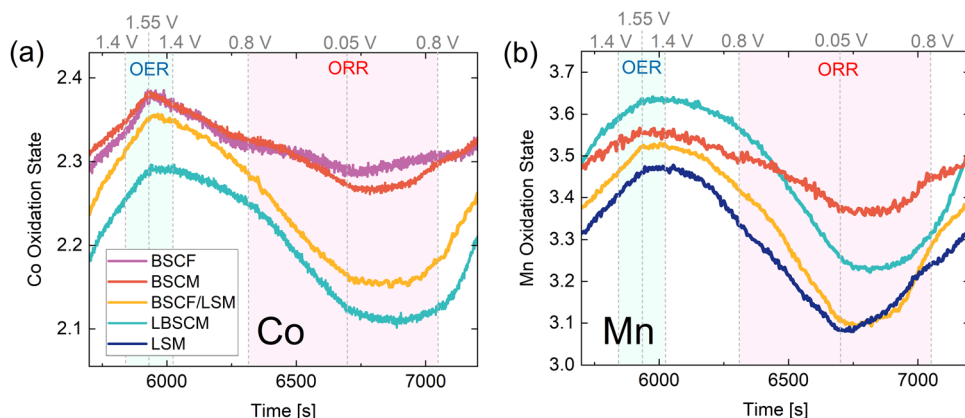 (a)
1.55 V
1.4 V 1.4 V 0.8 V 0.05 V 0.8 V
OER ORR
2.4
2.3
2.2
2.1
Co Oxidation State
BSCF
BSCM
BSCF/LSM
LBSCM
LSM
Co
6000 6500 7000
Time [s]
(b)
1.55 V
1.4 V 1.4 V 0.8 V 0.05 V 0.8 V
OER ORR
3.7
3.6
3.5
3.4
3.3
3.2
3.1
3.0
Mn Oxidation State
Mn
6000 6500 7000
Time [s]